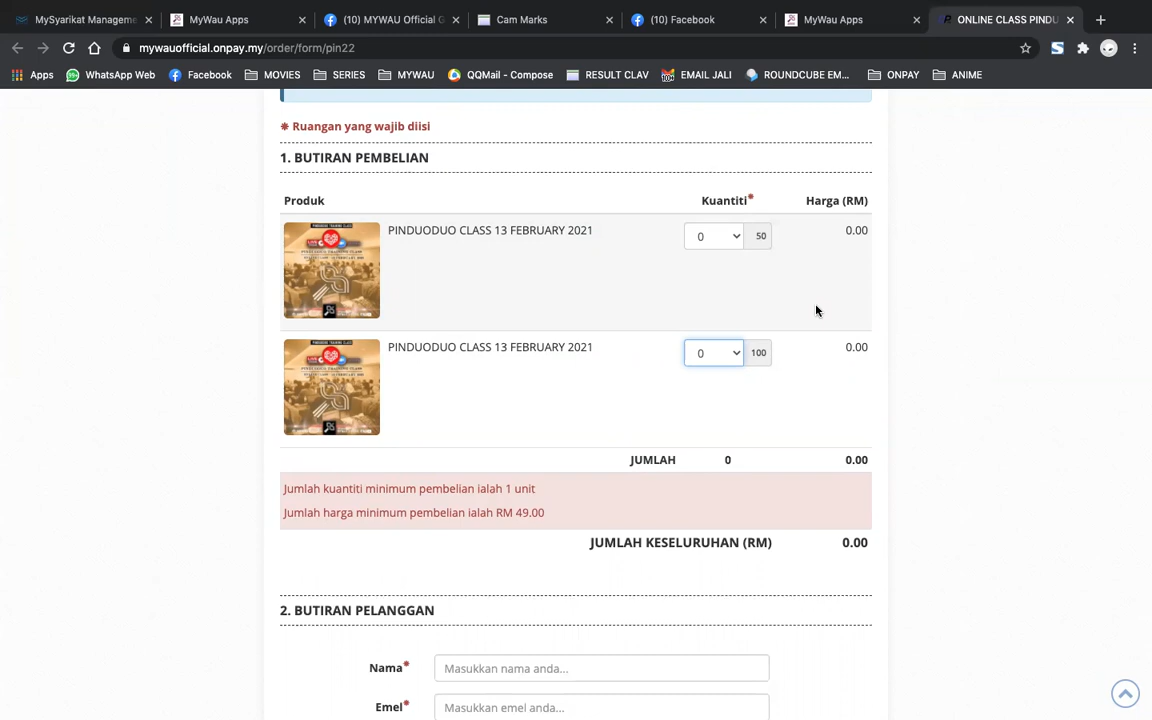 MySyarikat Manageme
MyWau Apps
(10) MYWAU Official G
Cam Marks
(10) Facebook
MyWau Apps
ONLINE CLASS PINDU
mywauofficial.onpay.my/order/form/pin22
Apps
WhatsApp Web
Facebook
MOVIES
SERIES
MYWAU
QQMail - Compose
RESULT CLAV
EMAIL JALI
ROUNDCUBE EM...
ONPAY
ANIME
* Ruangan yang wajib diisi
1. BUTIRAN PEMBELIAN
Produk Kuantiti* Harga (RM)
PINDUODUO CLASS 13 FEBRUARY 2021 0 50 0.00
PINDUODUO CLASS 13 FEBRUARY 2021 0 100 0.00
JUMLAH 0 0.00
Jumlah kuantiti minimum pembelian ialah 1 unit
Jumlah harga minimum pembelian ialah RM 49.00
JUMLAH KESELURUHAN (RM) 0.00
2. BUTIRAN PELANGGAN
Nama* Masukkan nama anda...
Emel* Masukkan emel anda...